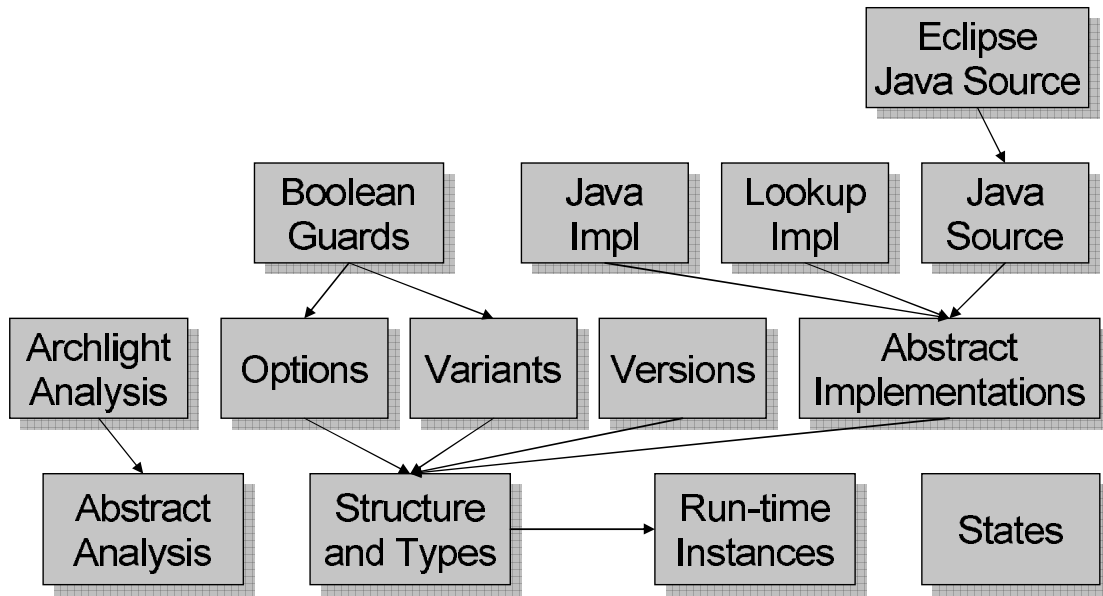 Eclipse
Java Source
Boolean
Guards
Java
Impl
Lookup
Impl
Java
Source
Archlight
Analysis
Options
Variants
Versions
Abstract
Implementations
Abstract
Analysis
Structure
and Types
Run-time
Instances
States